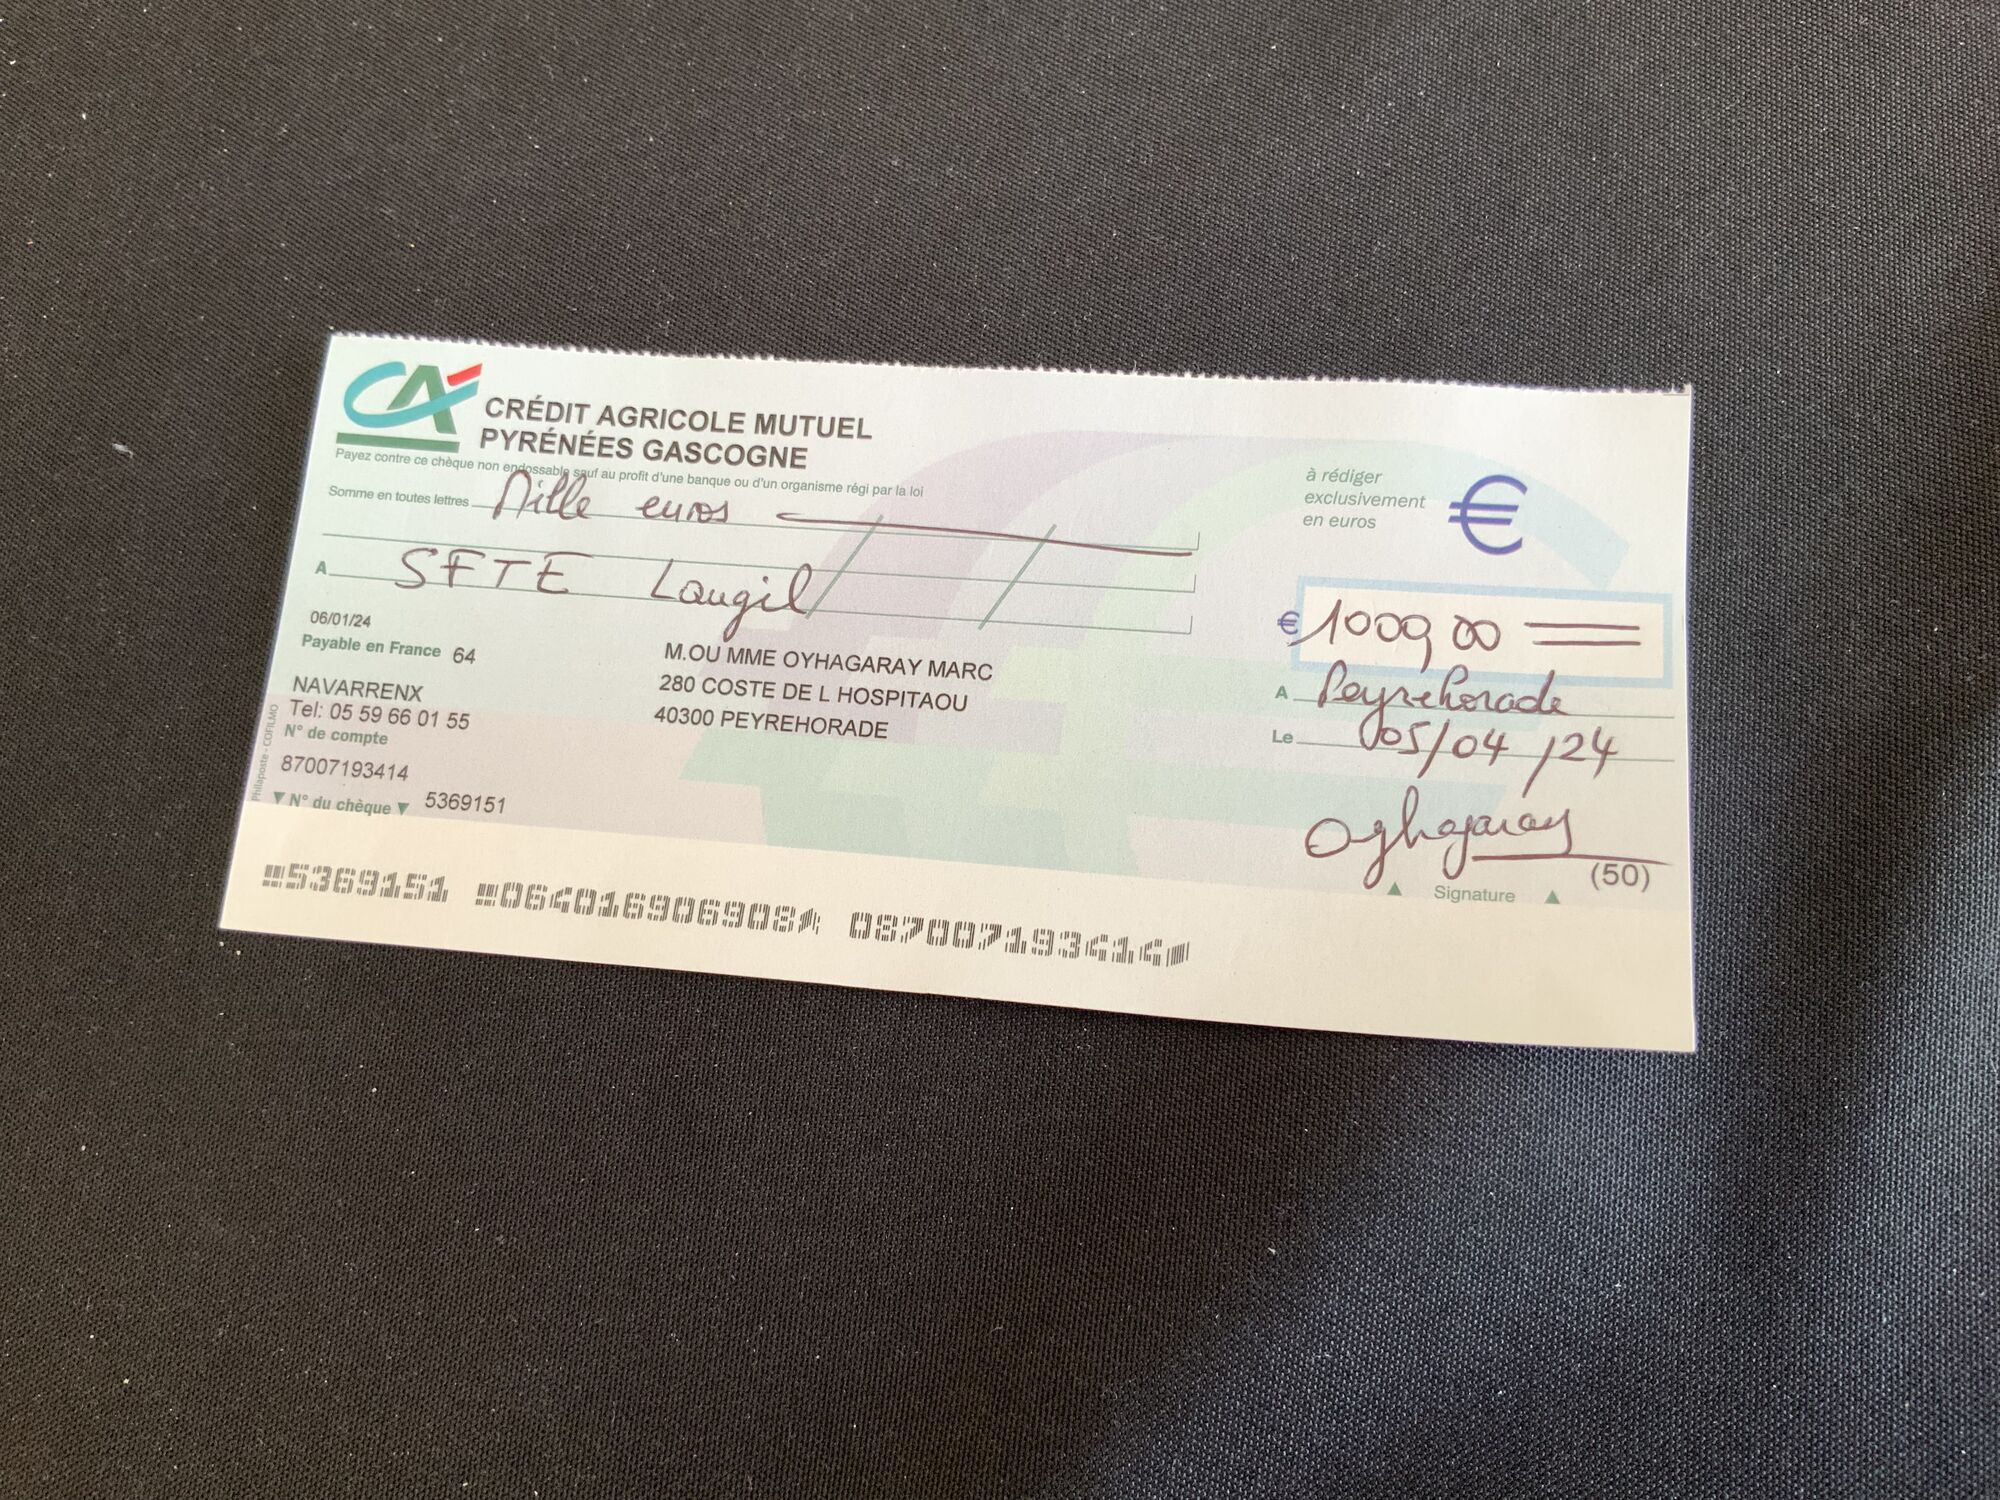 CA
CRÉDIT AGRICOLE MUTUEL
PYRÉNÉES GASCOGNE
Payez contre ce chèque non endossable sauf au profit d'une banque ou d'un organisme régi par la loi
Somme en toutes lettres Mille euros
A SFTE Laugil
à rédiger
exclusivement
en euros
€
€ 1000,00
A Peyrehorade
Le 05/04/24
06/01/24
Payable en France 64
NAVARRENX
Tel: 05 59 66 01 55
N° de compte
87007193414
N° du chèque 5369151
Philaposte - COFILMO
M.OU MME OYHAGARAY MARC
280 COSTE DE L HOSPITAOU
40300 PEYREHORADE
Oyhagaray
Signature
(50)
5369151 064016906908 087007193414